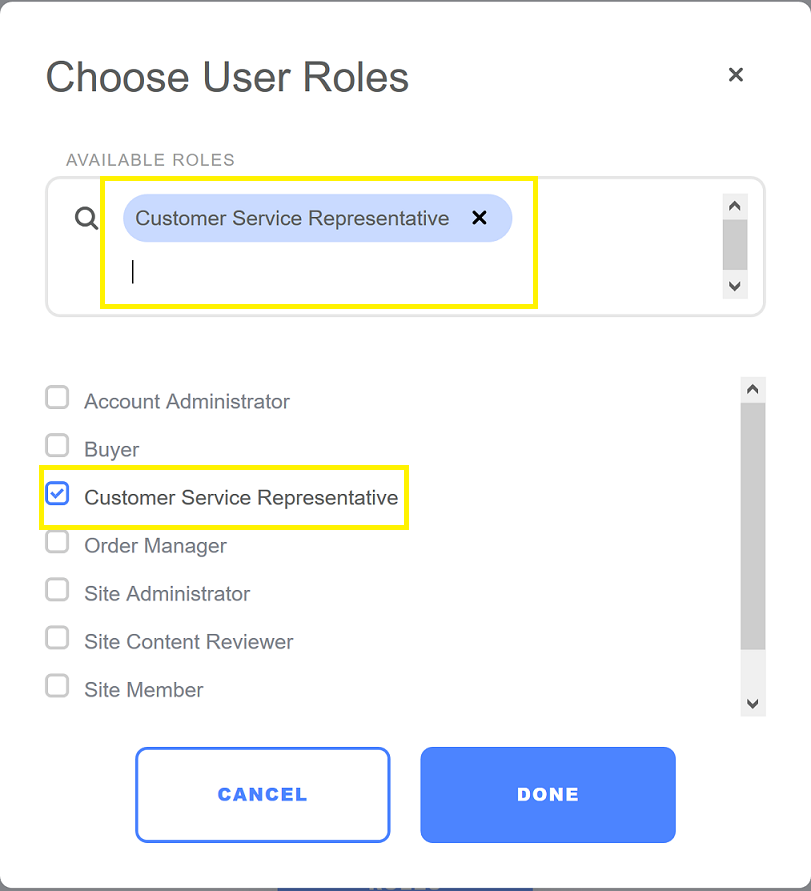 Choose User Roles
AVAILABLE ROLES
Customer Service Representative
Account Administrator
Buyer
Customer Service Representative
Order Manager
Site Administrator
Site Content Reviewer
Site Member
CANCEL
DONE